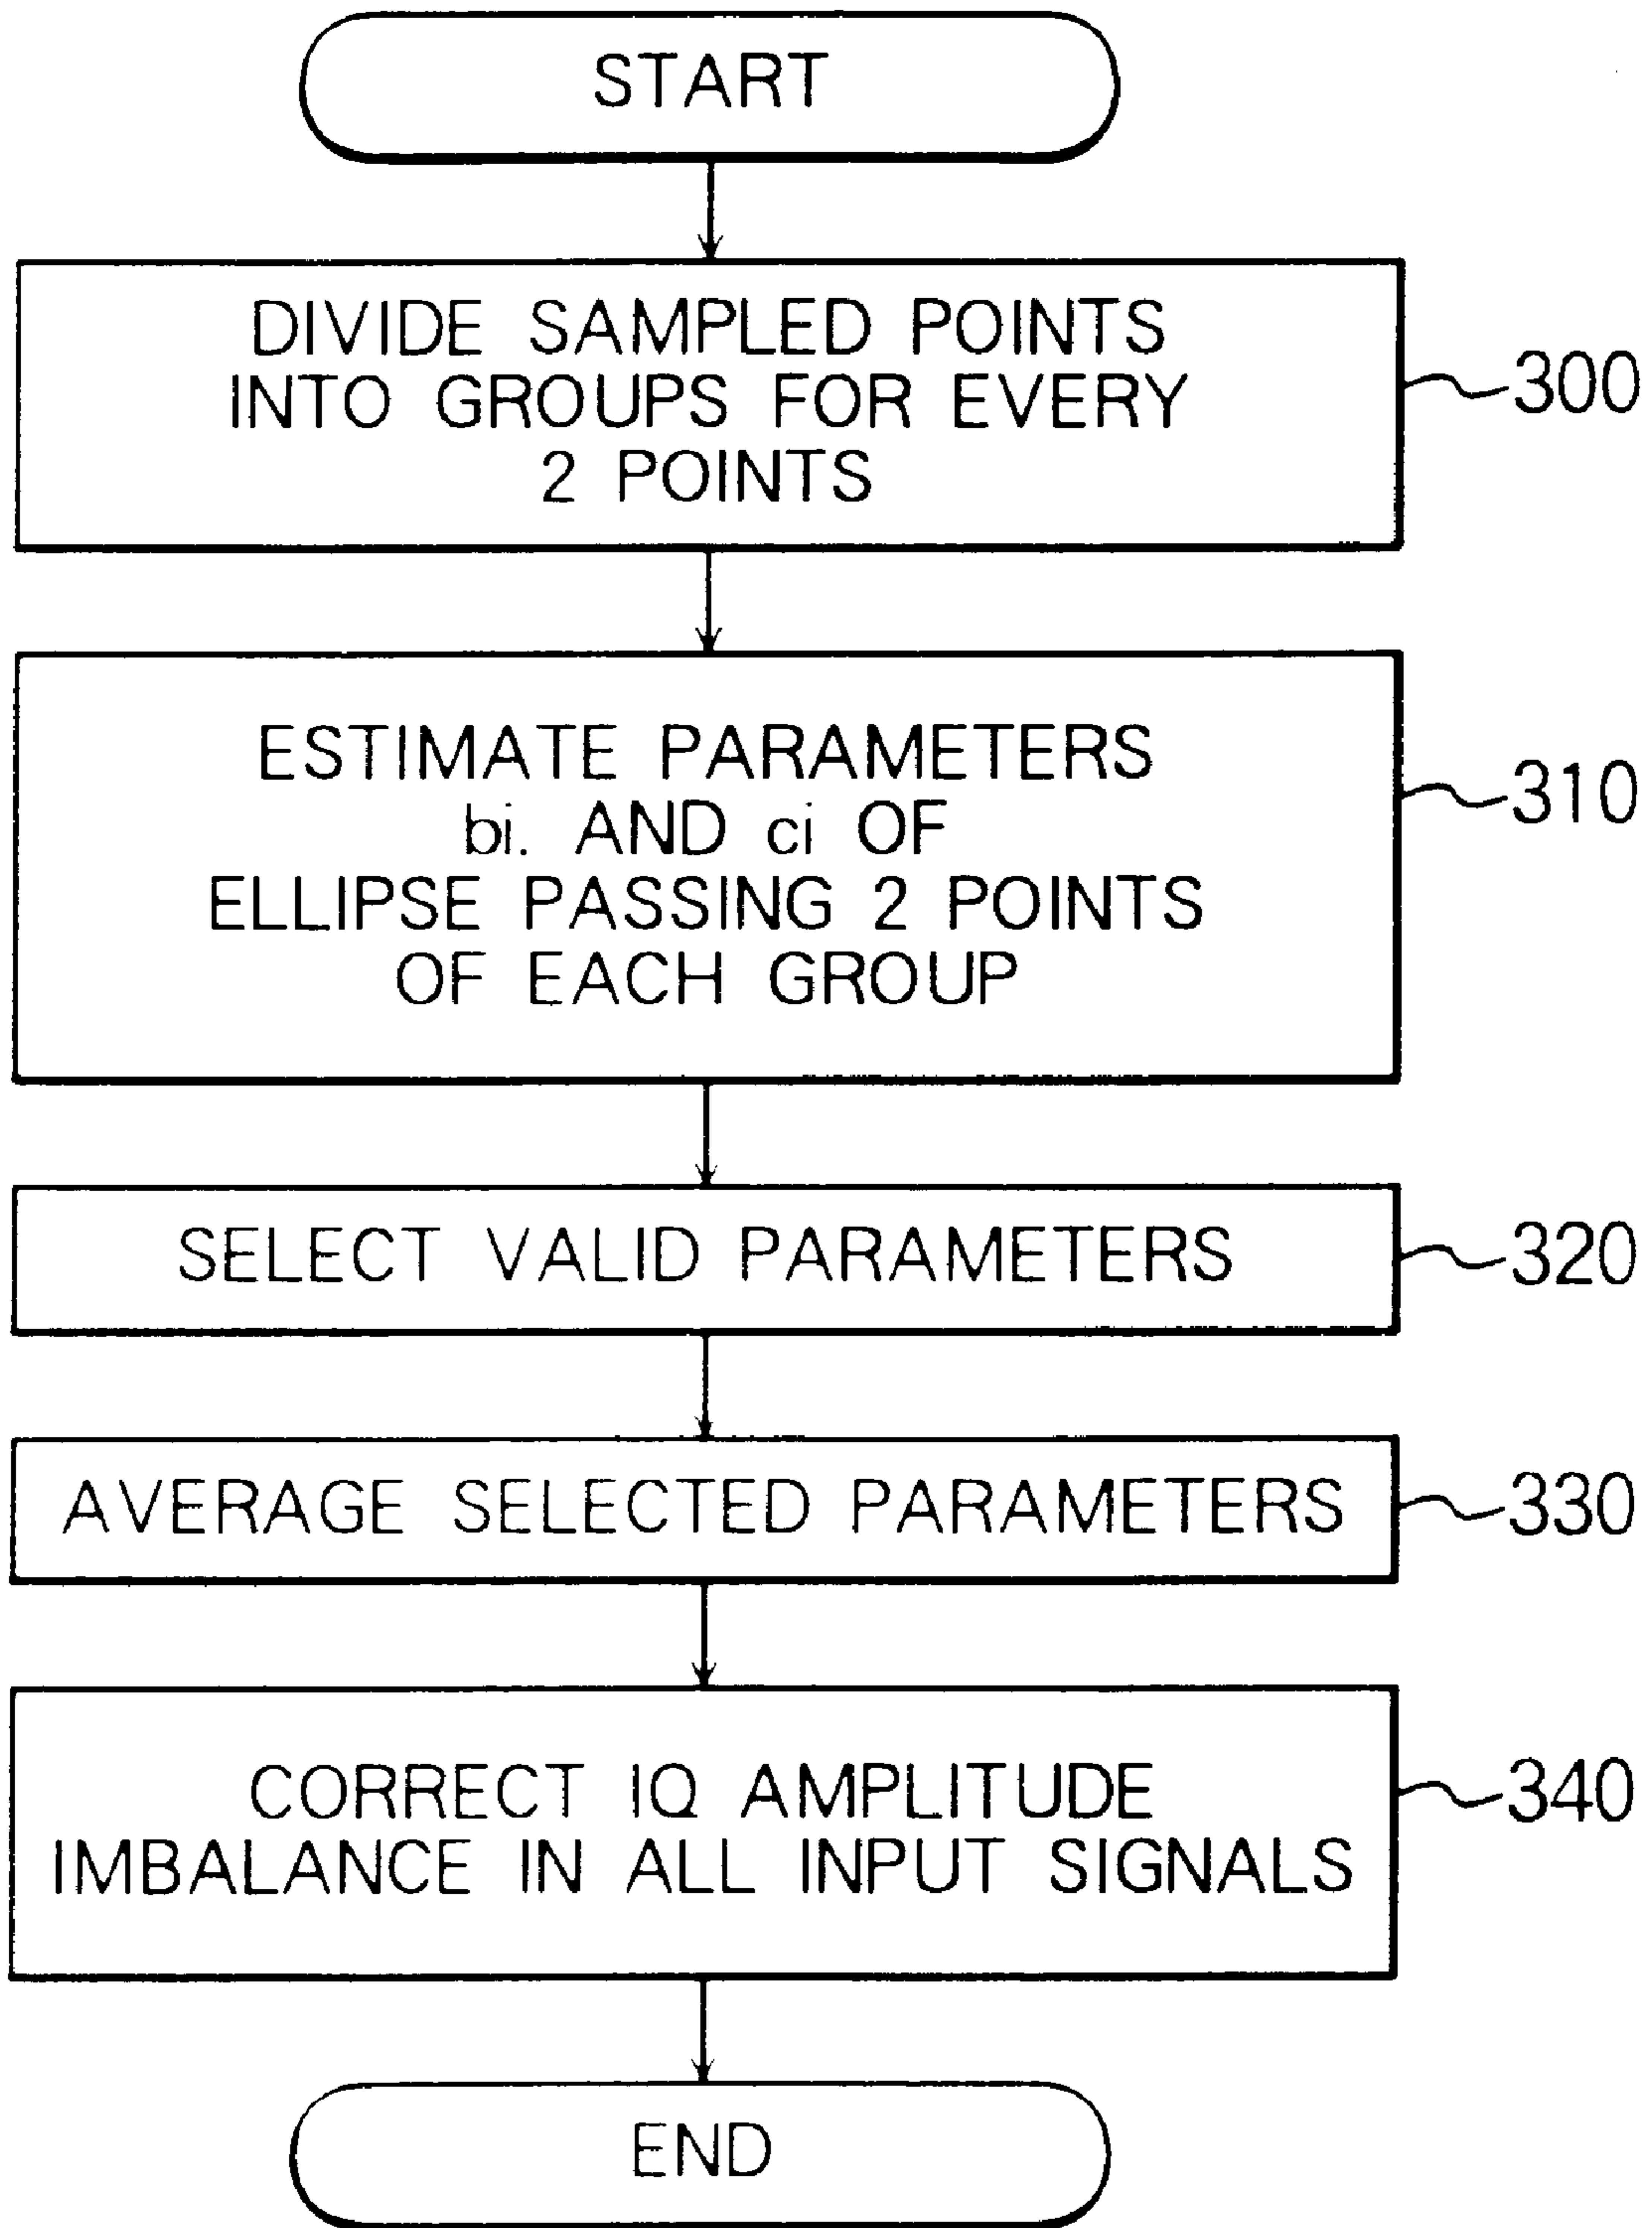 START
DIVIDE SAMPLED POINTS
INTO GROUPS FOR EVERY
2 POINTS
300
ESTIMATE PARAMETERS
bi. AND ci OF
ELLIPSE PASSING 2 POINTS
OF EACH GROUP
310
SELECT VALID PARAMETERS
320
AVERAGE SELECTED PARAMETERS
330
CORRECT IQ AMPLITUDE
IMBALANCE IN ALL INPUT SIGNALS
340
END